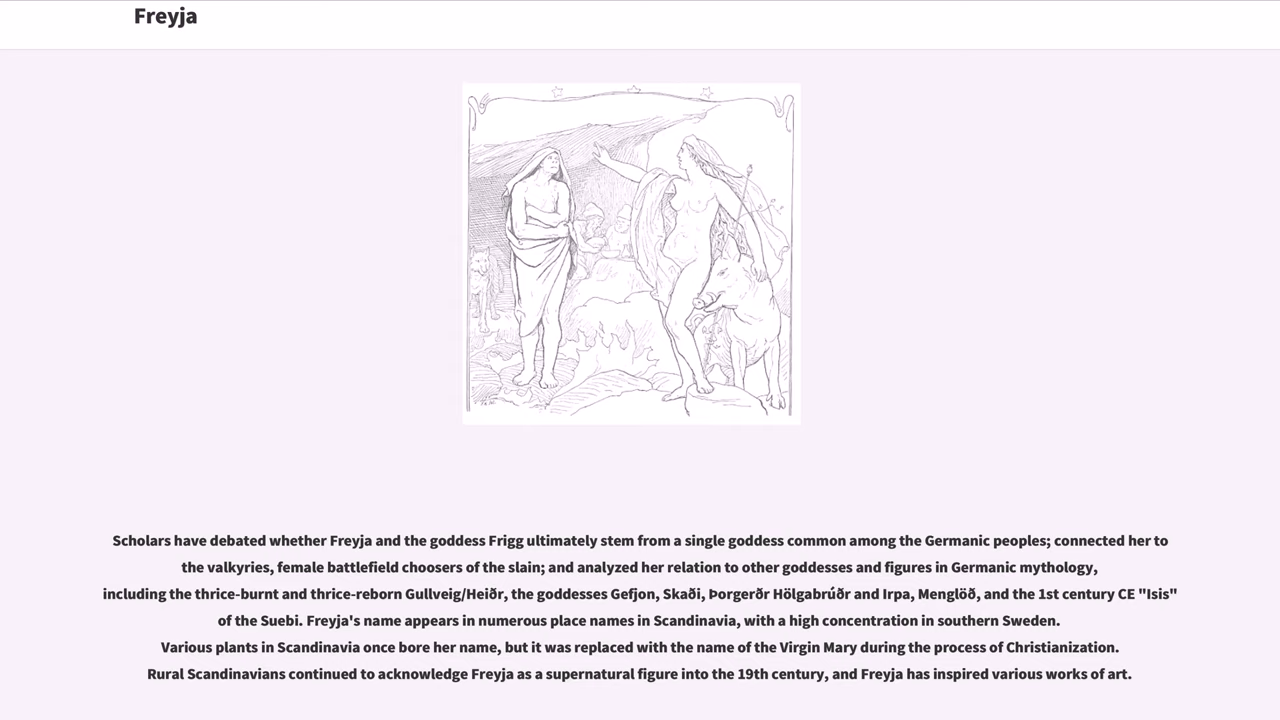 Freyja
Scholars have debated whether Freyja and the goddess Frigg ultimately stem from a single goddess common among the Germanic peoples; connected her to
the valkyries, female battlefield choosers of the slain; and analyzed her relation to other goddesses and figures in Germanic mythology,
including the thrice-burnt and thrice-reborn Gullveig/Heiðr, the goddesses Gefjon, Skaði, Þorgerðr Hölgabrúðr and Irpa, Menglöð, and the 1st century CE "Isis"
of the Suebi. Freyja's name appears in numerous place names in Scandinavia, with a high concentration in southern Sweden.
Various plants in Scandinavia once bore her name, but it was replaced with the name of the Virgin Mary during the process of Christianization.
Rural Scandinavians continued to acknowledge Freyja as a supernatural figure into the 19th century, and Freyja has inspired various works of art.